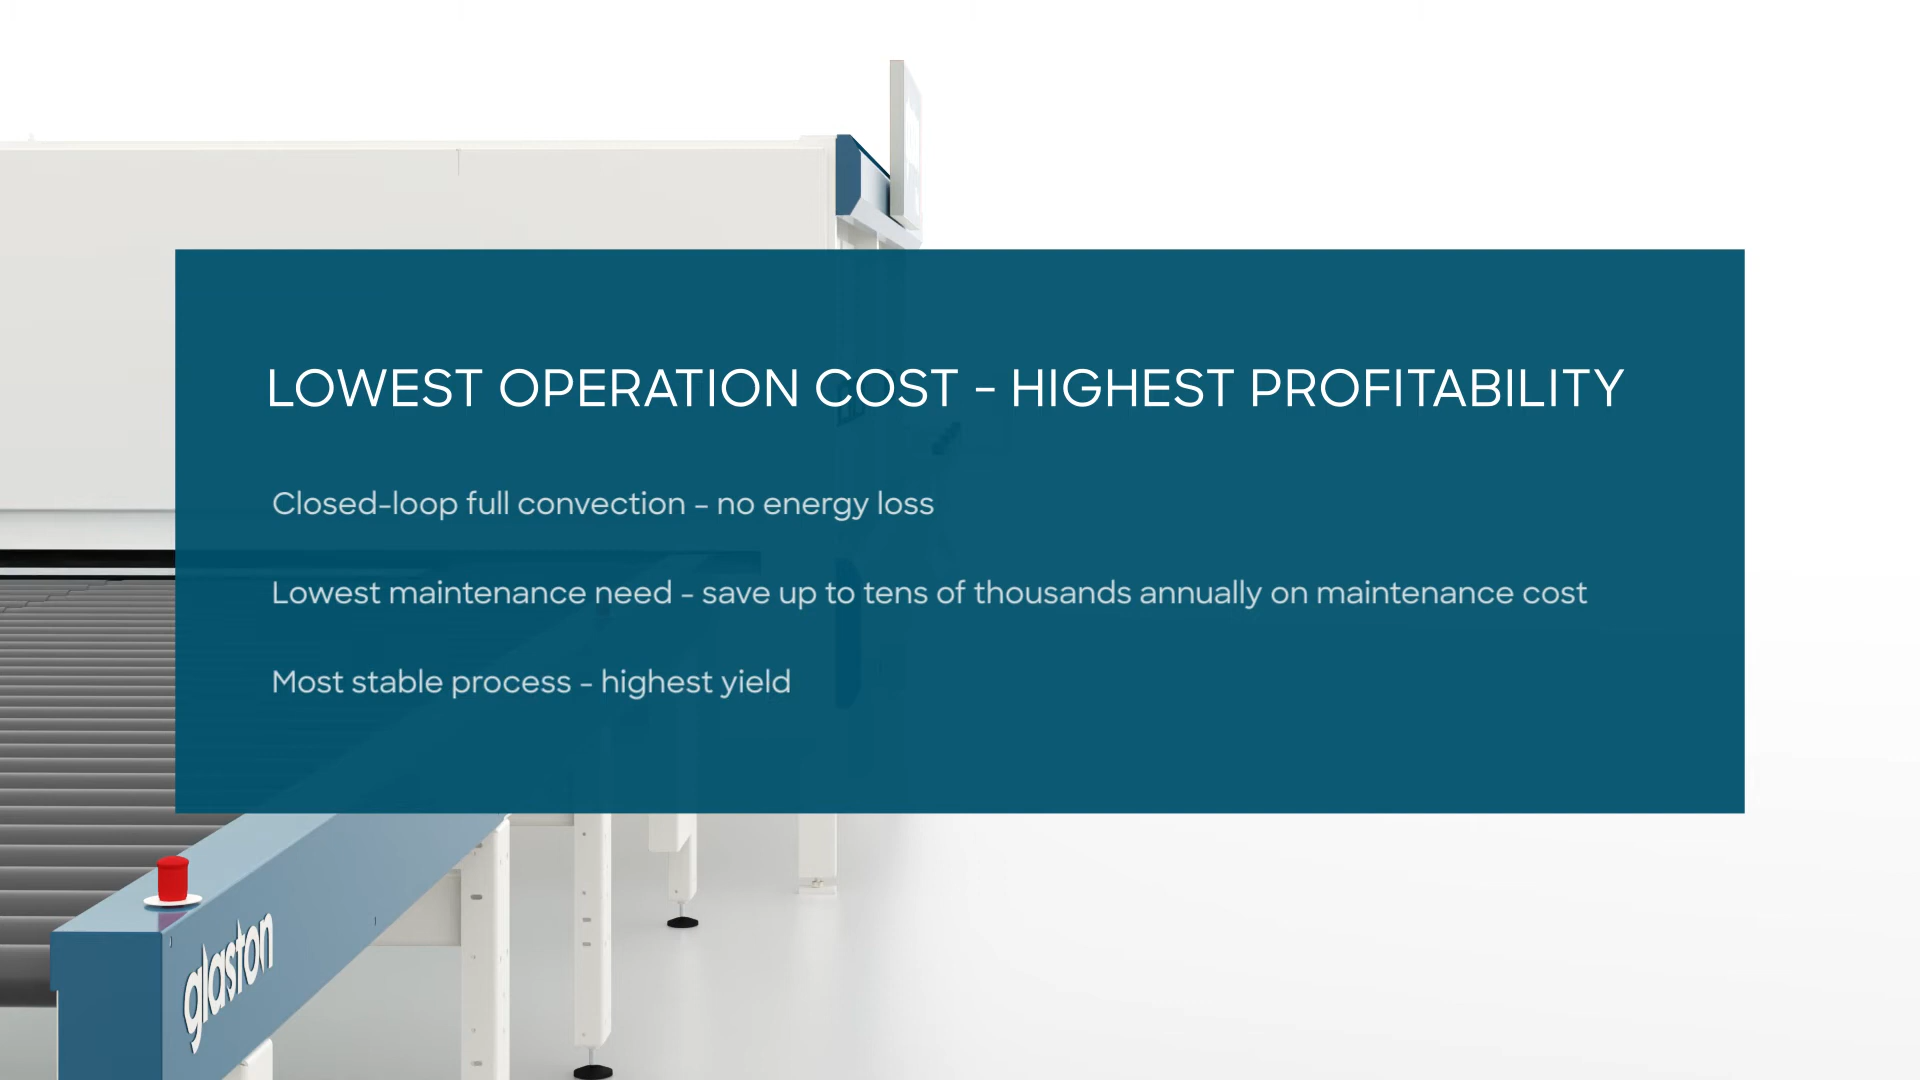 LOWEST OPERATION COST – HIGHEST PROFITABILITY
Closed-loop full convection – no energy loss
Lowest maintenance need – save up to tens of thousands annually on maintenance cost
Most stable process – highest yield
glaston